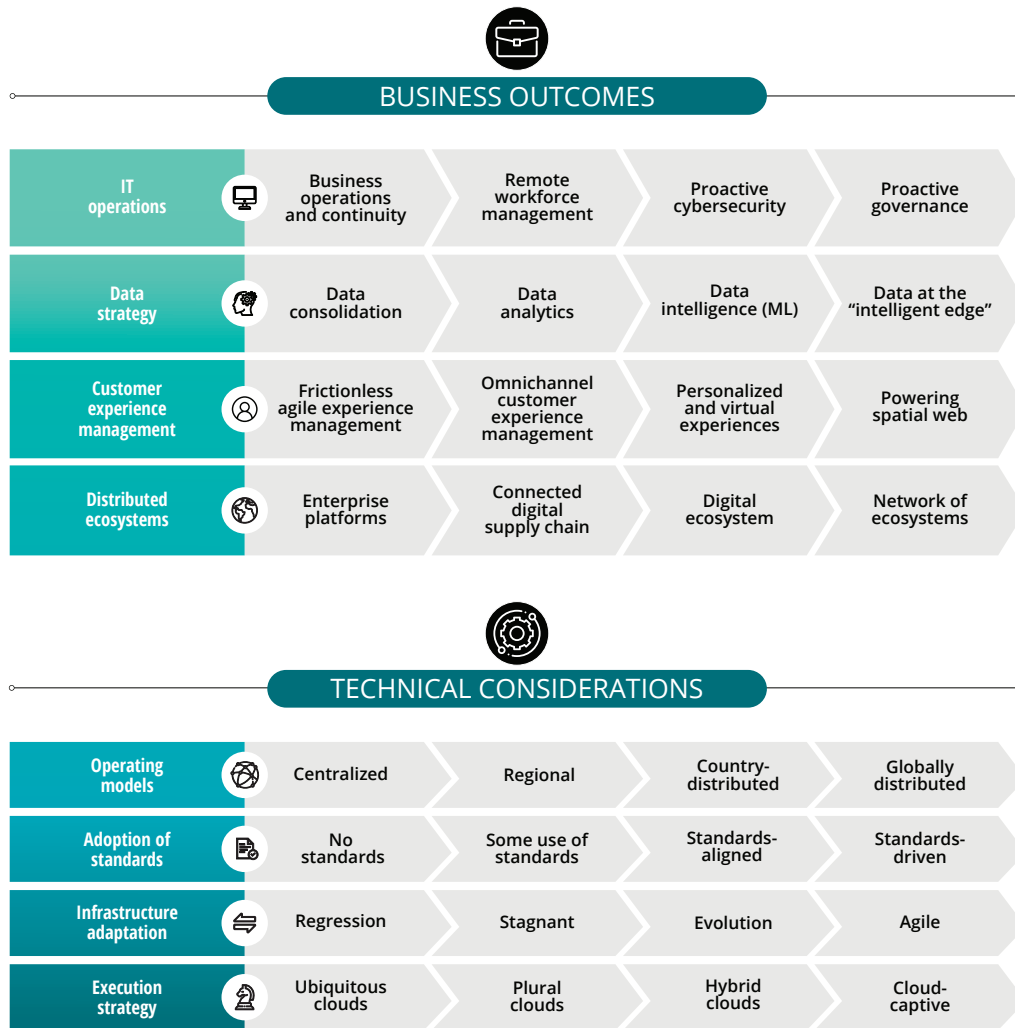 BUSINESS OUTCOMES
IT
operations
Business
operations
and continuity
Remote
workforce
management
Proactive
cybersecurity
Proactive
governance
Data
strategy
Data
consolidation
Data
analytics
Data
intelligence (ML)
Data at the
“intelligent edge”
Customer
experience
management
Frictionless
agile experience
management
Omnichannel
customer
experience
management
Personalized
and virtual
experiences
Powering
spatial web
Distributed
ecosystems
Enterprise
platforms
Connected
digital
supply chain
Digital
ecosystem
Network of
ecosystems
TECHNICAL CONSIDERATIONS
Operating
models
Centralized
Regional
Country-
distributed
Globally
distributed
Adoption of
standards
No
standards
Some use of
standards
Standards-
aligned
Standards-
driven
Infrastructure
adaptation
Regression
Stagnant
Evolution
Agile
Execution
strategy
Ubiquitous
clouds
Plural
clouds
Hybrid
clouds
Cloud-
captive